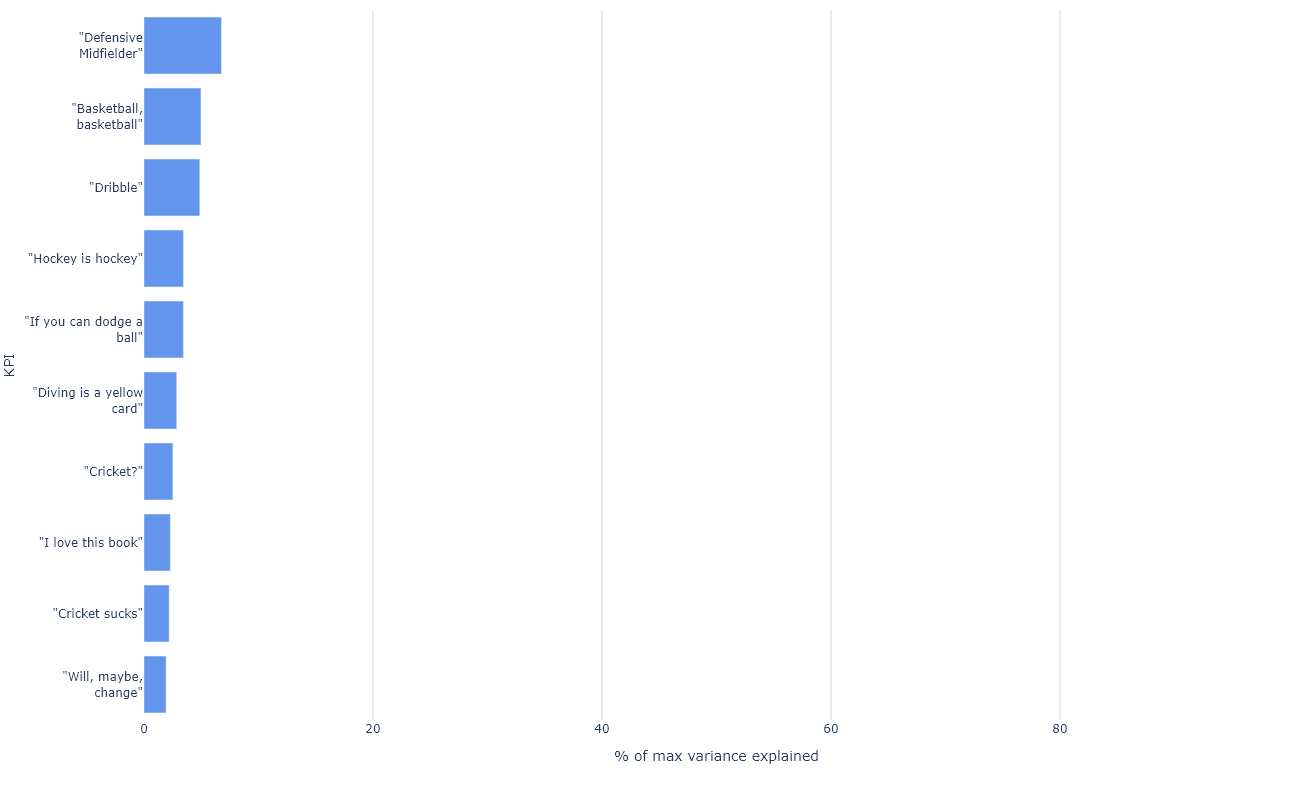 "Defensive
Midfielder"
"Basketball,
basketball"
"Dribble"
"Hockey is hockey"
"If you can dodge a
ball"
KPI
"Diving is a yellow
card"
"Cricket?"
"I love this book"
"Cricket sucks"
"Will, maybe,
change"
0 20 40 60 80
% of max variance explained